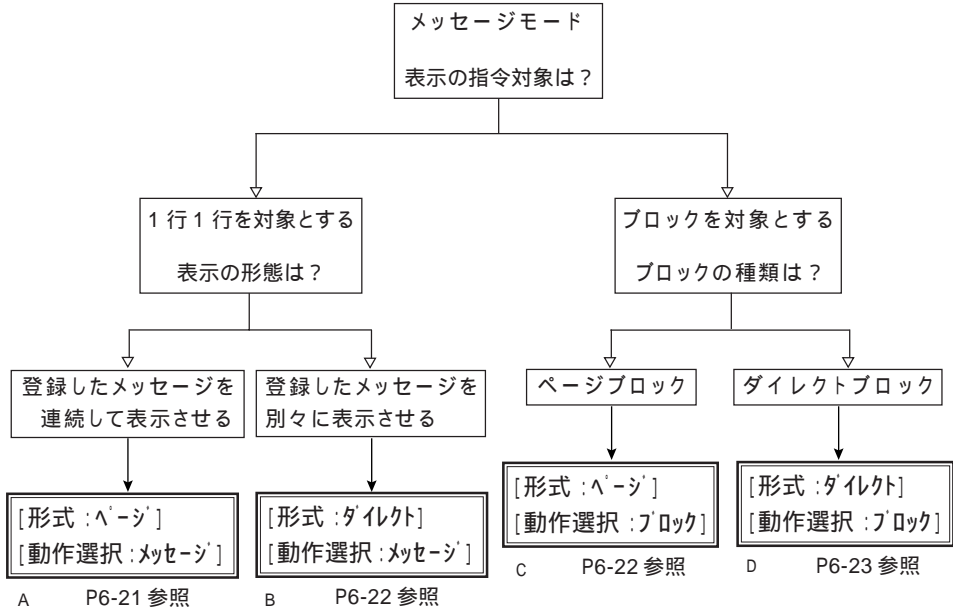 メッセージモード
表示の指令対象は？
1 行 1 行を対象とする
表示の形態は？
ブロックを対象とする
ブロックの種類は？
登録したメッセージを
連続して表示させる
登録したメッセージを
別々に表示させる
ページブロック
ダイレクトブロック
[形式 :ﾍﾟｰｼﾞ]
[動作選択 :ﾒｯｾｰｼﾞ]
[形式 :ﾀﾞｲﾚｸﾄ]
[動作選択 :ﾒｯｾｰｼﾞ]
[形式 :ﾍﾟｰｼﾞ]
[動作選択 :ﾌﾞﾛｯｸ]
[形式 :ﾀﾞｲﾚｸﾄ]
[動作選択 :ﾌﾞﾛｯｸ]
A P6-21 参照
B P6-22 参照
C P6-22 参照
D P6-23 参照